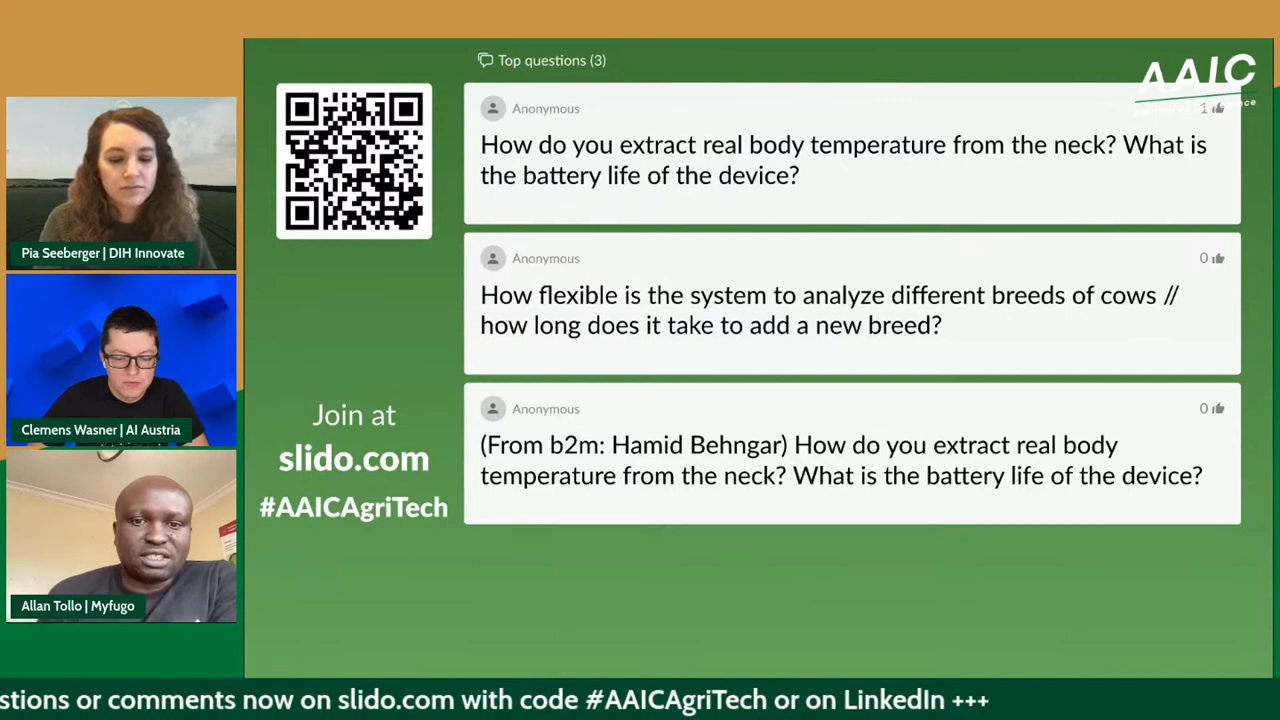 Top questions (3)
AAIC
Anonymous
1
How do you extract real body temperature from the neck? What is
the battery life of the device?
Pia Seeberger | DIH Innovate
Anonymous
0
How flexible is the system to analyze different breeds of cows //
how long does it take to add a new breed?
Clemens Wasner | AI Austria
Join at
slido.com
#AAICAgriTech
Anonymous
0
(From b2m: Hamid Behngar) How do you extract real body
temperature from the neck? What is the battery life of the device?
Allan Tollo | Myfugo
stions or comments now on slido.com with code #AAICAgriTech or on LinkedIn +++